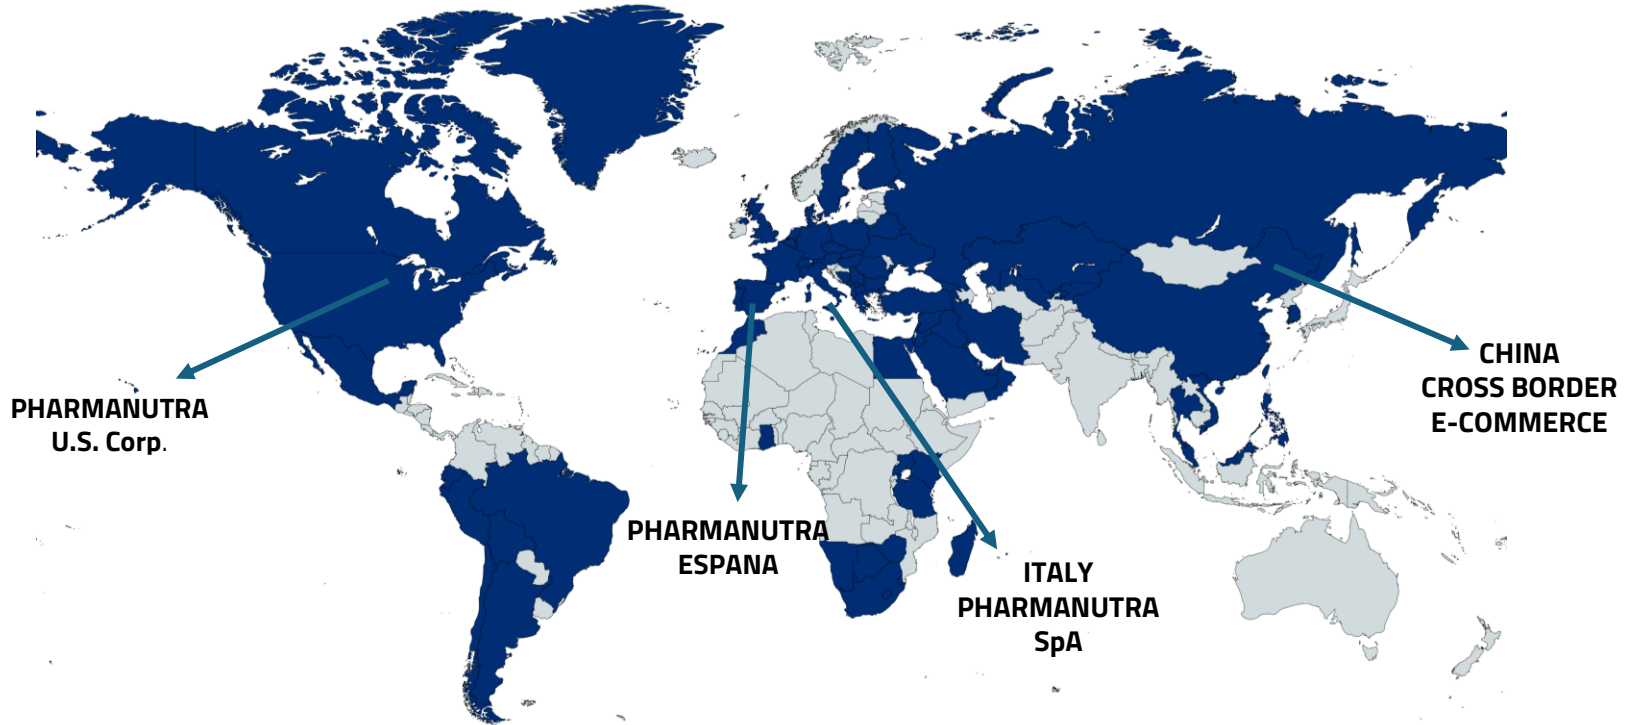 PHARMANUTRA
U.S. Corp.
PHARMANUTRA
ESPANA
ITALY
PHARMANUTRA
SpA
CHINA
CROSS BORDER
E-COMMERCE